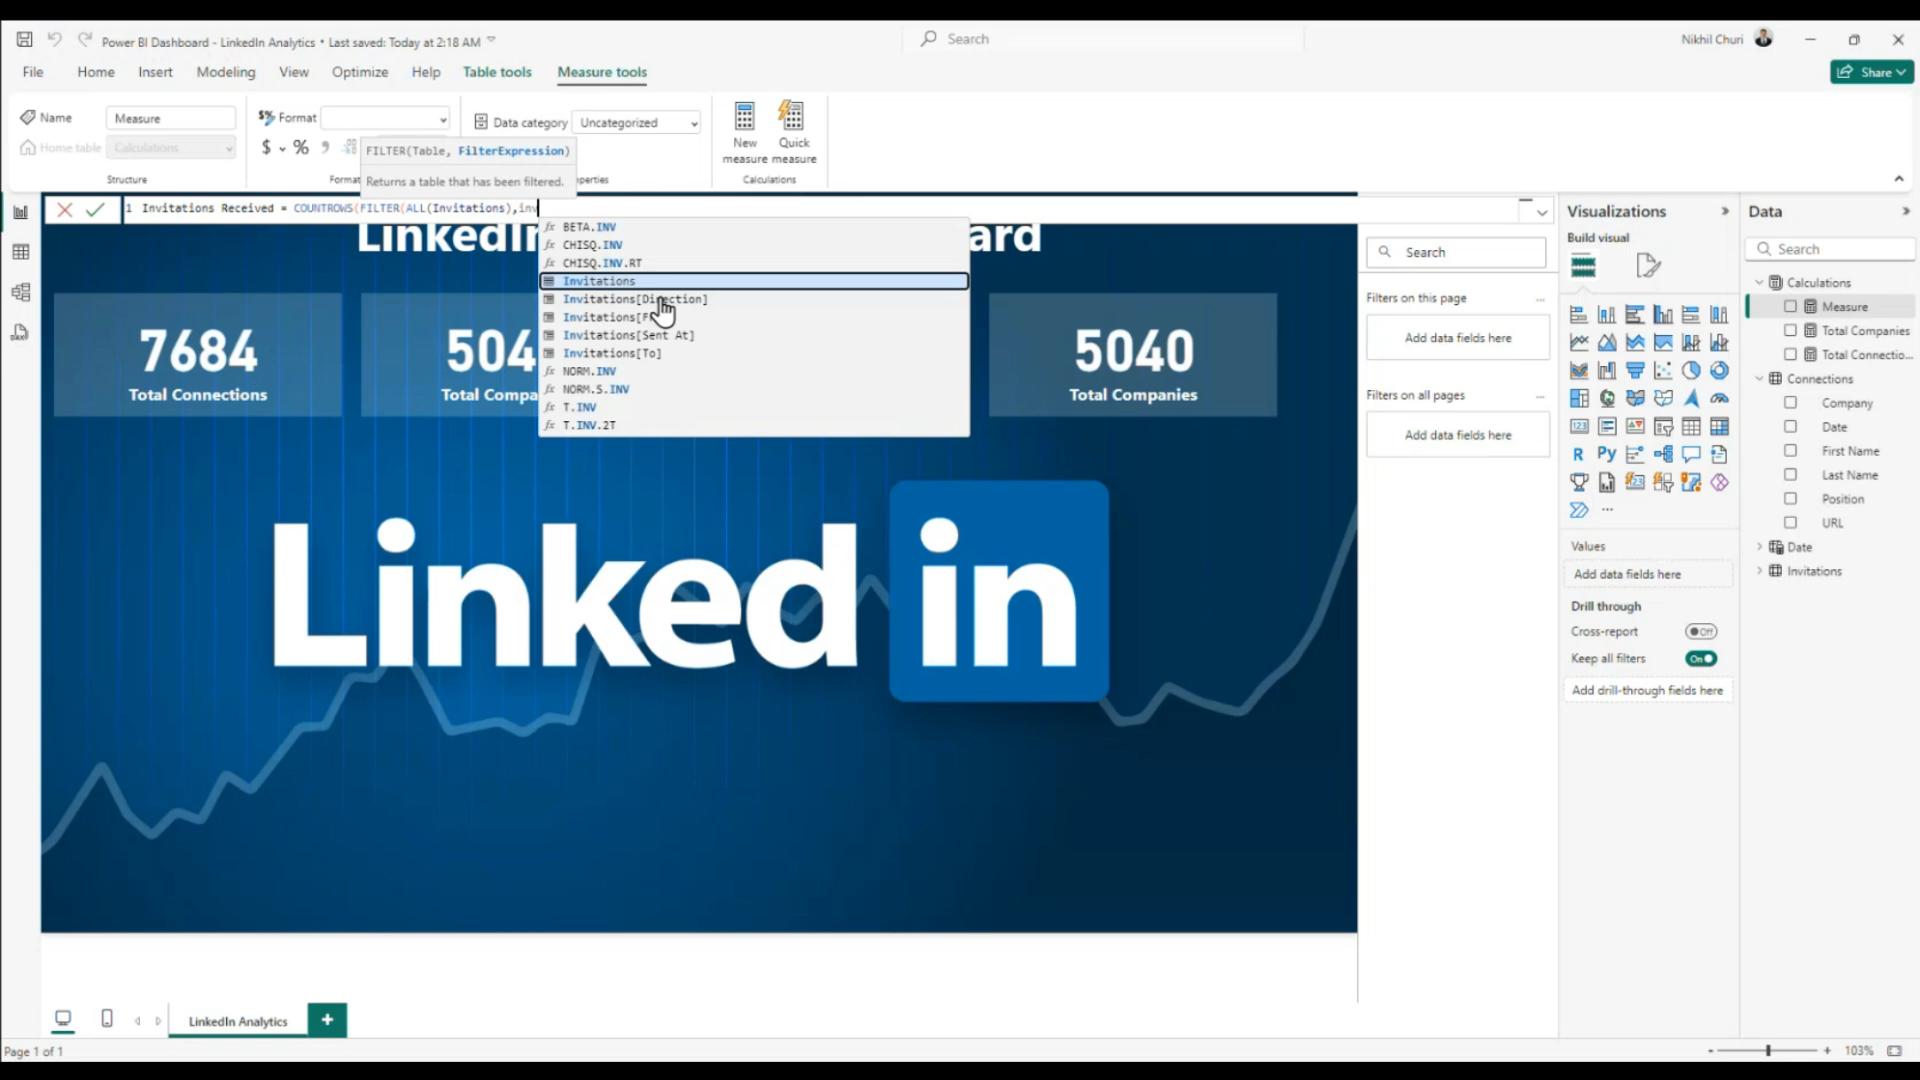 Power BI Dashboard - LinkedIn Analytics • Last saved: Today at 2:18 AM
Search
Nikhil Churi
File Home Insert Modeling View Optimize Help Table tools Measure tools
Share
Name Measure
Format
Data category Uncategorized
New measure
Quick measure
Home table Calculations
$ %
FILTER(Table, FilterExpression)
Returns a table that has been filtered.
Structure
Format
perties
Calculations
1 Invitations Received = COUNTROWS(FILTER(ALL(Invitations),inv
BETA.INV
CHISQ.INV
CHISQ.INV.RT
Invitations
Invitations[Direction]
Invitations[F
Invitations[Sent At]
Invitations[To]
NORM.INV
NORM.S.INV
T.INV
T.INV.2T
LinkedIn
ard
7684
Total Connections
504
Total Compa
5040
Total Companies
Linked in
Search
Filters on this page
...
Add data fields here
Filters on all pages
...
Add data fields here
Visualizations
Build visual
123
R Py
...
Values
Add data fields here
Drill through
Cross-report Off
Keep all filters On
Add drill-through fields here
Data
Search
Calculations
Measure
Total Companies
Total Connectio...
Connections
Company
Date
First Name
Last Name
Position
URL
Date
Invitations
LinkedIn Analytics
+
Page 1 of 1
- + 103%